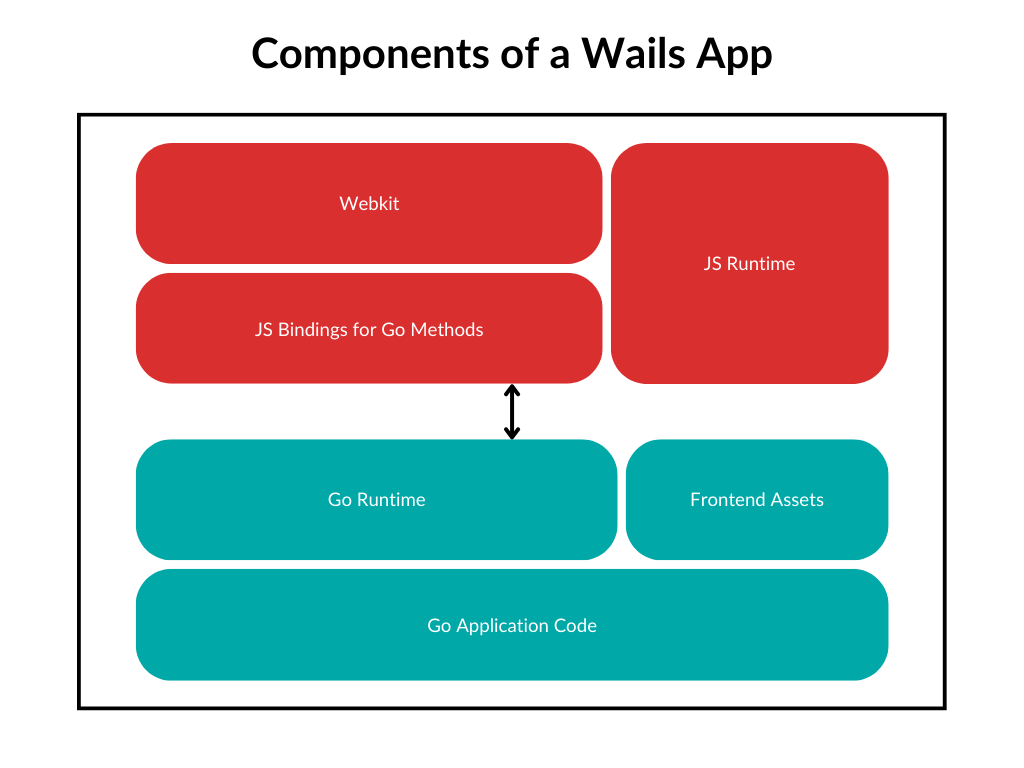 Components of a Wails App
Webkit
JS Runtime
JS Bindings for Go Methods
Go Runtime
Frontend Assets
Go Application Code